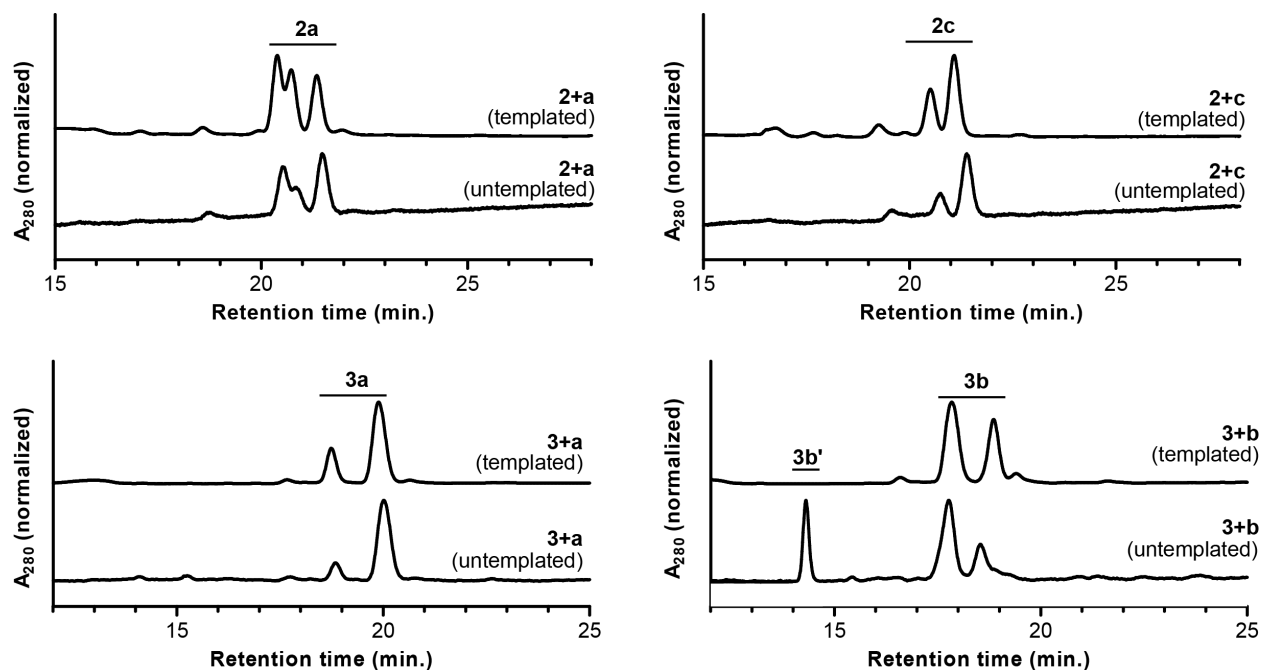 2a
2+a
(templated)
2+a
(untemplated)
A280 (normalized)
15 20 25
Retention time (min.)
2c
2+c
(templated)
2+c
(untemplated)
A280 (normalized)
15 20 25
Retention time (min.)
3a
3+a
(templated)
3+a
(untemplated)
A280 (normalized)
15 20 25
Retention time (min.)
3b
3b'
3+b
(templated)
3+b
(untemplated)
A280 (normalized)
15 20 25
Retention time (min.)